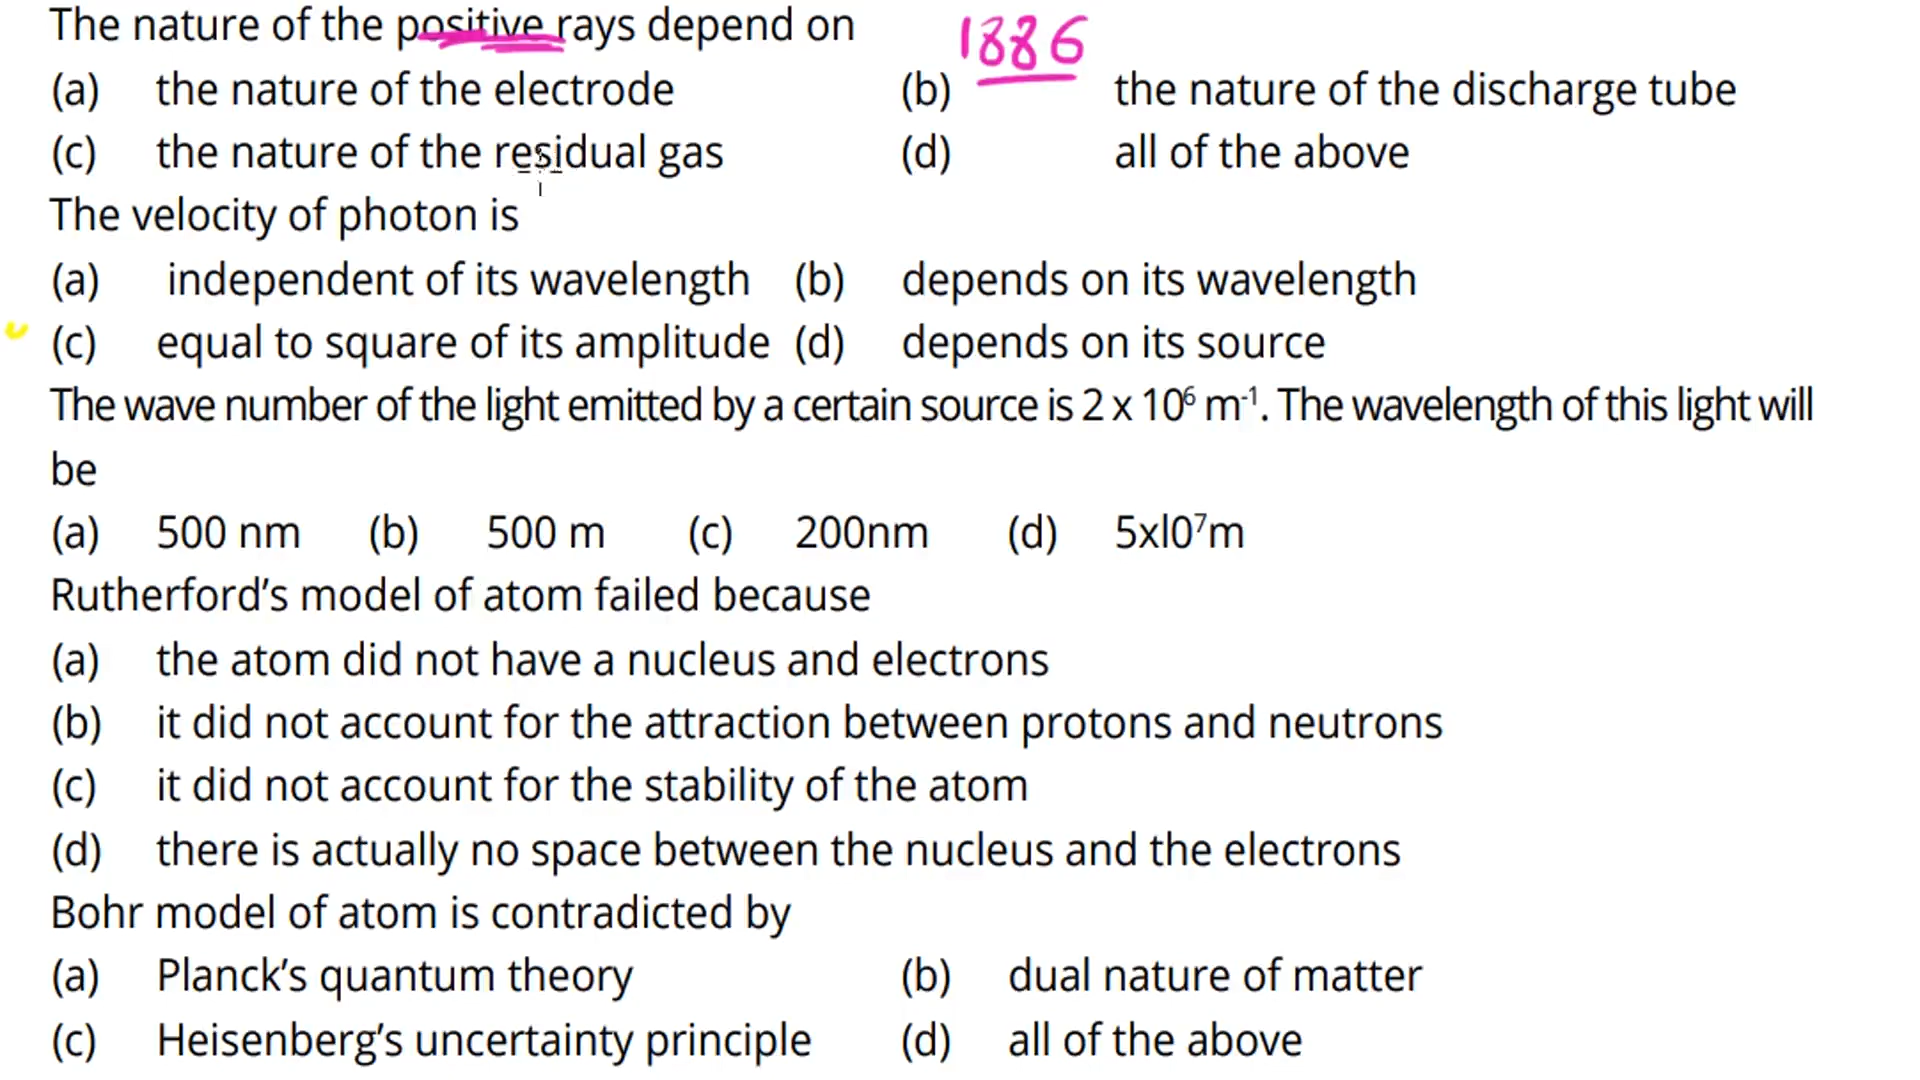 The nature of the positive rays depend on 1886
(a) the nature of the electrode (b) the nature of the discharge tube
(c) the nature of the residual gas (d) all of the above
The velocity of photon is
(a) independent of its wavelength (b) depends on its wavelength
(c) equal to square of its amplitude (d) depends on its source
The wave number of the light emitted by a certain source is 2 x 10⁶ m⁻¹. The wavelength of this light will
be
(a) 500 nm (b) 500 m (c) 200nm (d) 5xl0⁷m
Rutherford’s model of atom failed because
(a) the atom did not have a nucleus and electrons
(b) it did not account for the attraction between protons and neutrons
(c) it did not account for the stability of the atom
(d) there is actually no space between the nucleus and the electrons
Bohr model of atom is contradicted by
(a) Planck’s quantum theory (b) dual nature of matter
(c) Heisenberg’s uncertainty principle (d) all of the above